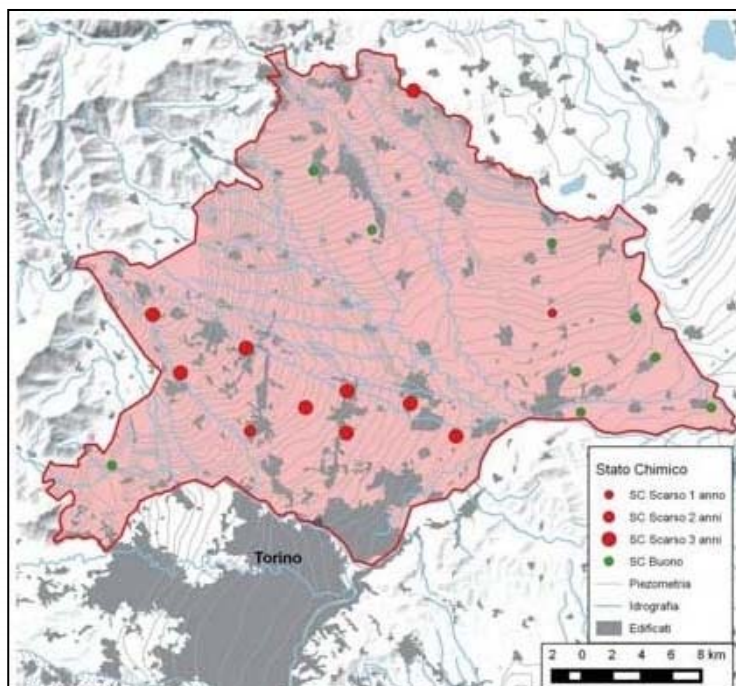 Torino
Stato Chimico
SC Scarso 1 anno
SC Scarso 2 anni
SC Scarso 3 anni
SC Buono
Piezometria
Idrografia
Edificati
2 0 2 4 6 8 km